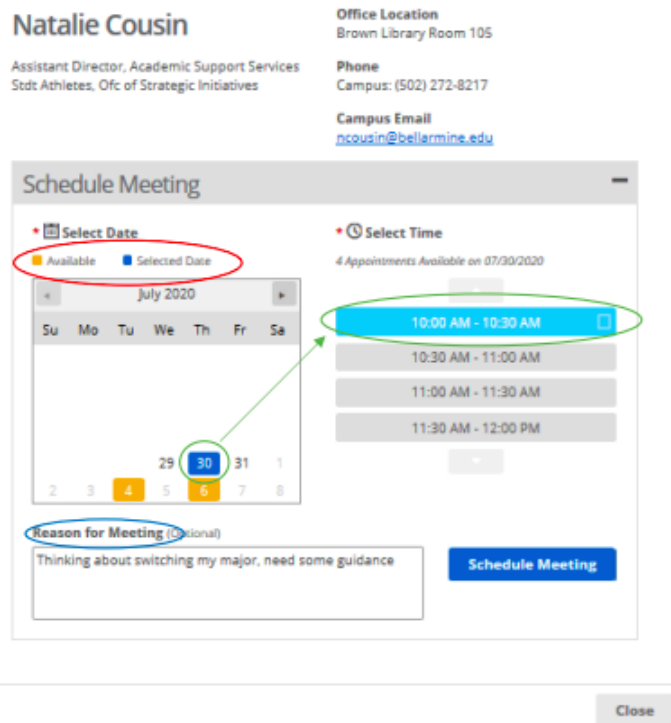 Natalie Cousin
Assistant Director, Academic Support Services
Stdt Athletes, Ofc of Strategic Initiatives
Office Location
Brown Library Room 105
Phone
Campus: (502) 272-8217
Campus Email
ncousin@bellarmine.edu
Schedule Meeting
* Select Date
Available Selected Date
July 2020
Su Mo Tu We Th Fr Sa
29 30 31 1
2 3 4 5 6 7 8
* Select Time
4 Appointments Available on 07/30/2020
10:00 AM - 10:30 AM
10:30 AM - 11:00 AM
11:00 AM - 11:30 AM
11:30 AM - 12:00 PM
Reason for Meeting (Optional)
Thinking about switching my major, need some guidance
Schedule Meeting
Close